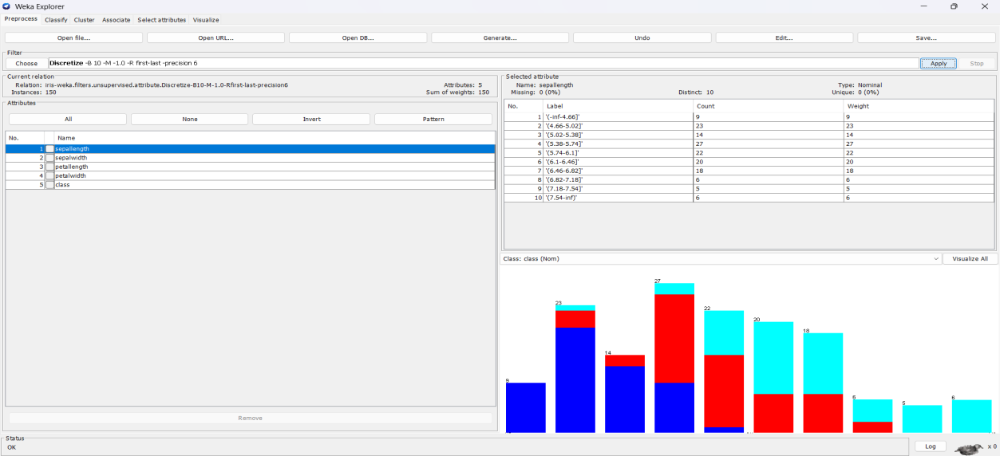 Weka Explorer
Preprocess Classify Cluster Associate Select attributes Visualize
Open file... Open URL... Open DB... Generate... Undo Edit... Save...
Filter
Choose Discretize -B 10 -M -1.0 -R first-last -precision 6 Apply Stop
Current relation
Relation: iris-weka.filters.unsupervised.attribute.Discretize-B10-M-1.0-Rfirst-last-precision6 Attributes: 5
Instances: 150 Sum of weights: 150
Attributes
All None Invert Pattern
No. Name
1 sepallength
2 sepalwidth
3 petallength
4 petalwidth
5 class
Remove
Selected attribute
Name: sepallength Type: Nominal
Missing: 0 (0%) Distinct: 10 Unique: 0 (0%)
No. Label Count Weight
1 '(-inf-4.66]' 9 9
2 '(4.66-5.02]' 23 23
3 '(5.02-5.38]' 14 14
4 '(5.38-5.74]' 27 27
5 '(5.74-6.1]' 22 22
6 '(6.1-6.46]' 20 20
7 '(6.46-6.82]' 18 18
8 '(6.82-7.18]' 6 6
9 '(7.18-7.54]' 5 5
10 '(7.54-inf)' 6 6
Class: class (Nom) Visualize All
9 23 14 27 22 20 18 6 5 6
Status
OK Log x 0